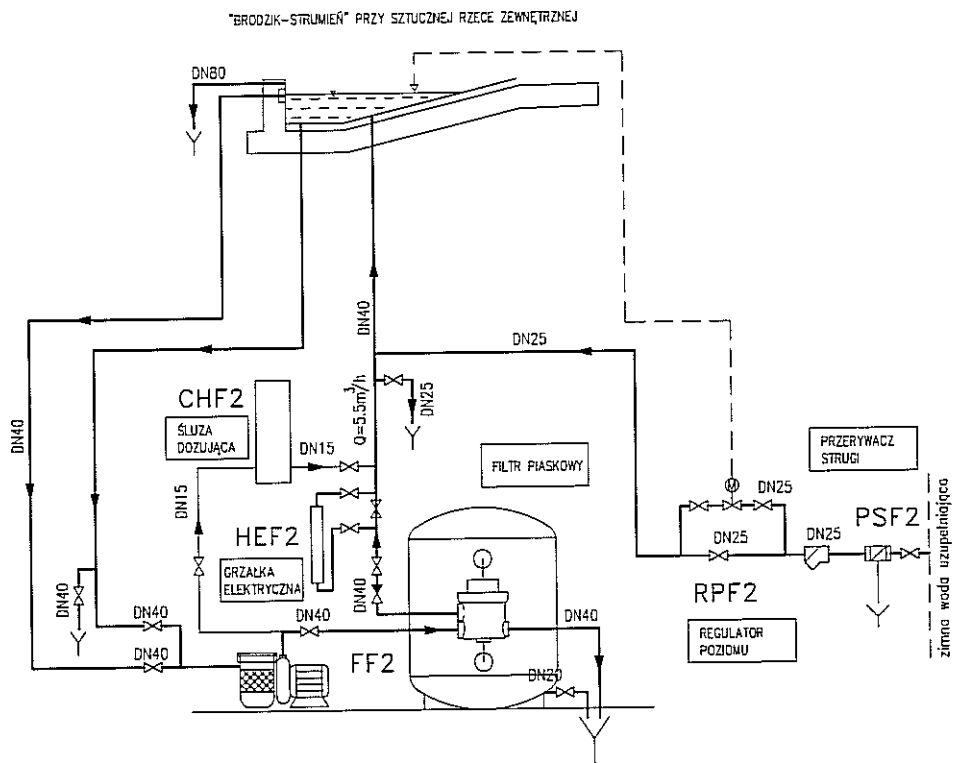 "BRODZIK-STRUMIEŃ" PRZY SZTUCZNEJ RZECE ZEWNĘTRZNEJ
DN80
DN40
DN25
CHF2
ŚLUZA
DOZUJĄCA
DN15
DN15
Q=5.5m³/h
DN25
FILTR PIASKOWY
PRZERYWACZ
STRUGI
M
DN25
DN25
DN25
PSF2
zimna woda uzupełniająca
HEF2
GRZAŁKA
ELEKTRYCZNA
DN40
DN40
DN40
RPF2
REGULATOR
POZIOMU
DN40
DN40
DN40
DN40
DN40
FF2
DN20